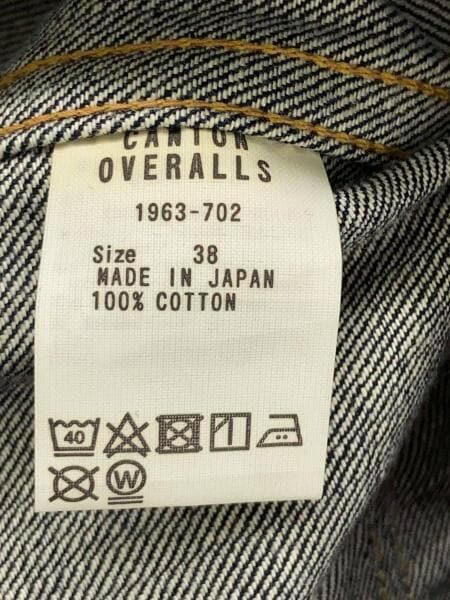 CANTON
OVERALLS
1963-702
Size 38
MADE IN JAPAN
100% COTTON
40
W